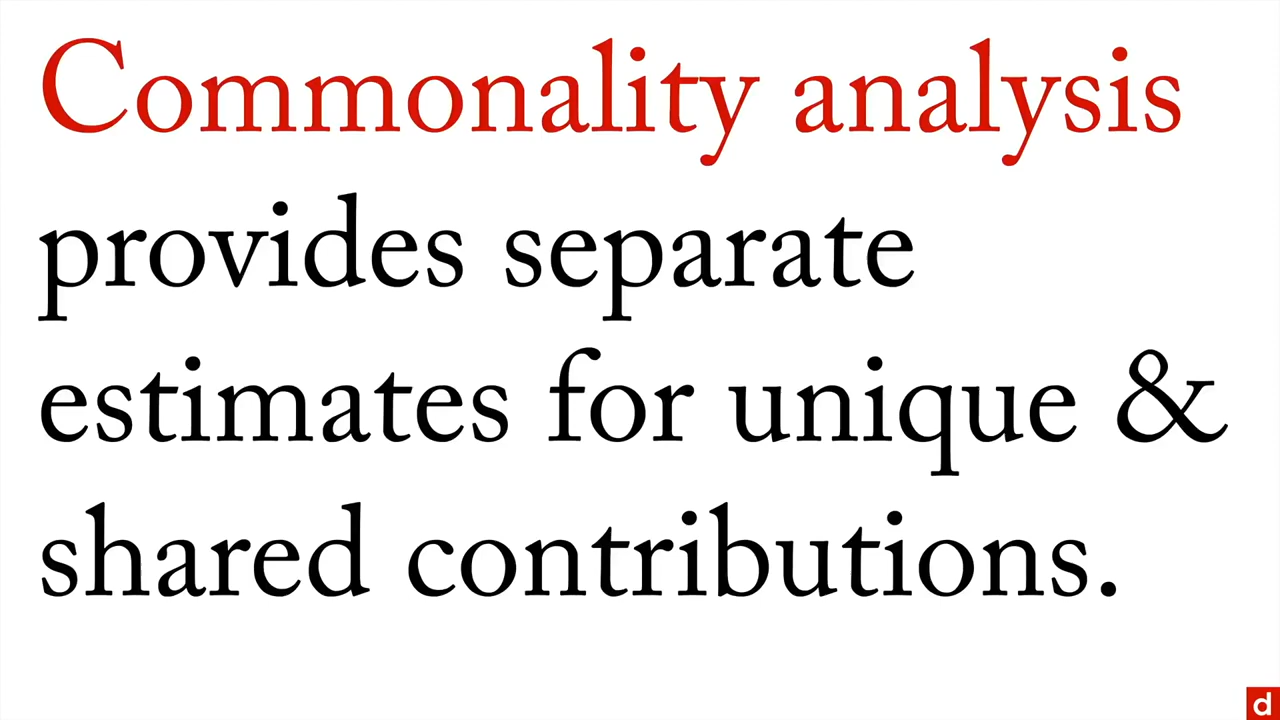 Commonality analysis
provides separate
estimates for unique &
shared contributions.
d